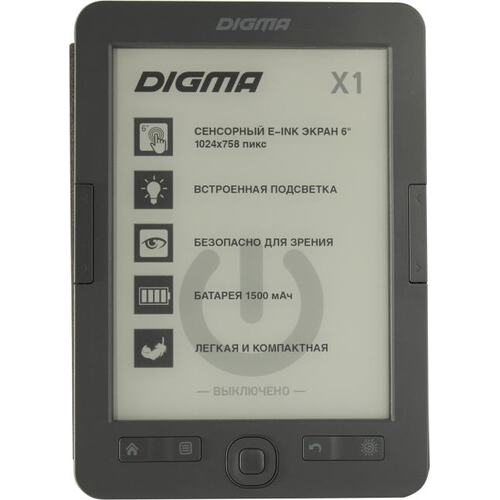 DIGMA
DIGMA X1
6"
СЕНСОРНЫЙ E-INK ЭКРАН 6"
1024x758 пикс
ВСТРОЕННАЯ ПОДСВЕТКА
БЕЗОПАСНО ДЛЯ ЗРЕНИЯ
БАТАРЕЯ 1500 мАч
ЛЕГКАЯ И КОМПАКТНАЯ
— ВЫКЛЮЧЕНО —